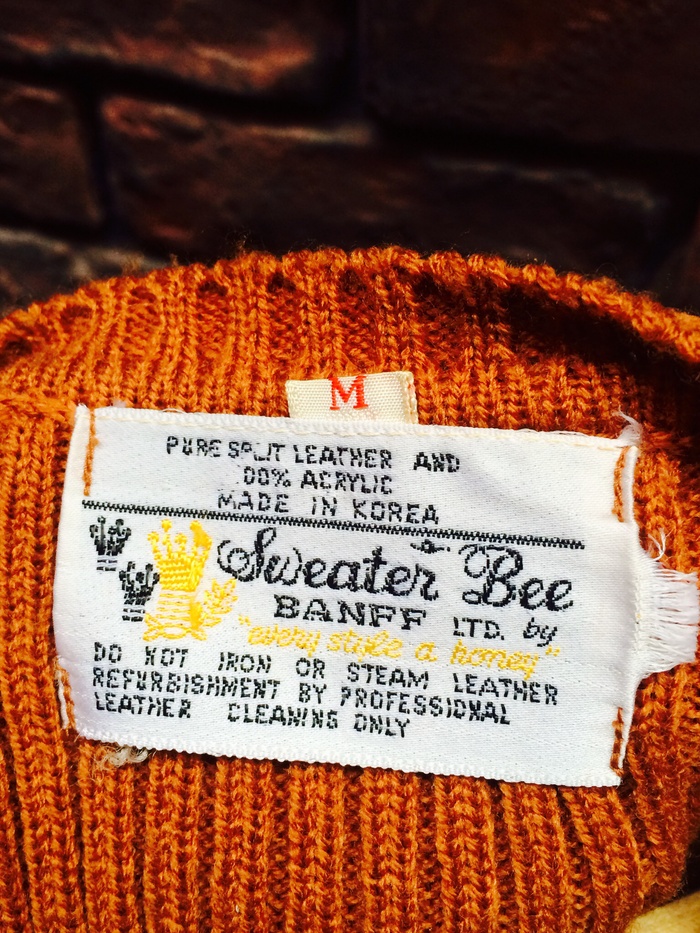 M
PURE SPLIT LEATHER AND
00% ACRYLIC
MADE IN KOREA
Sweater Bee
BANFF LTD. by
"every style a honey"
DO NOT IRON OR STEAM LEATHER
REFURBISHMENT BY PROFESSIONAL
LEATHER CLEANING ONLY